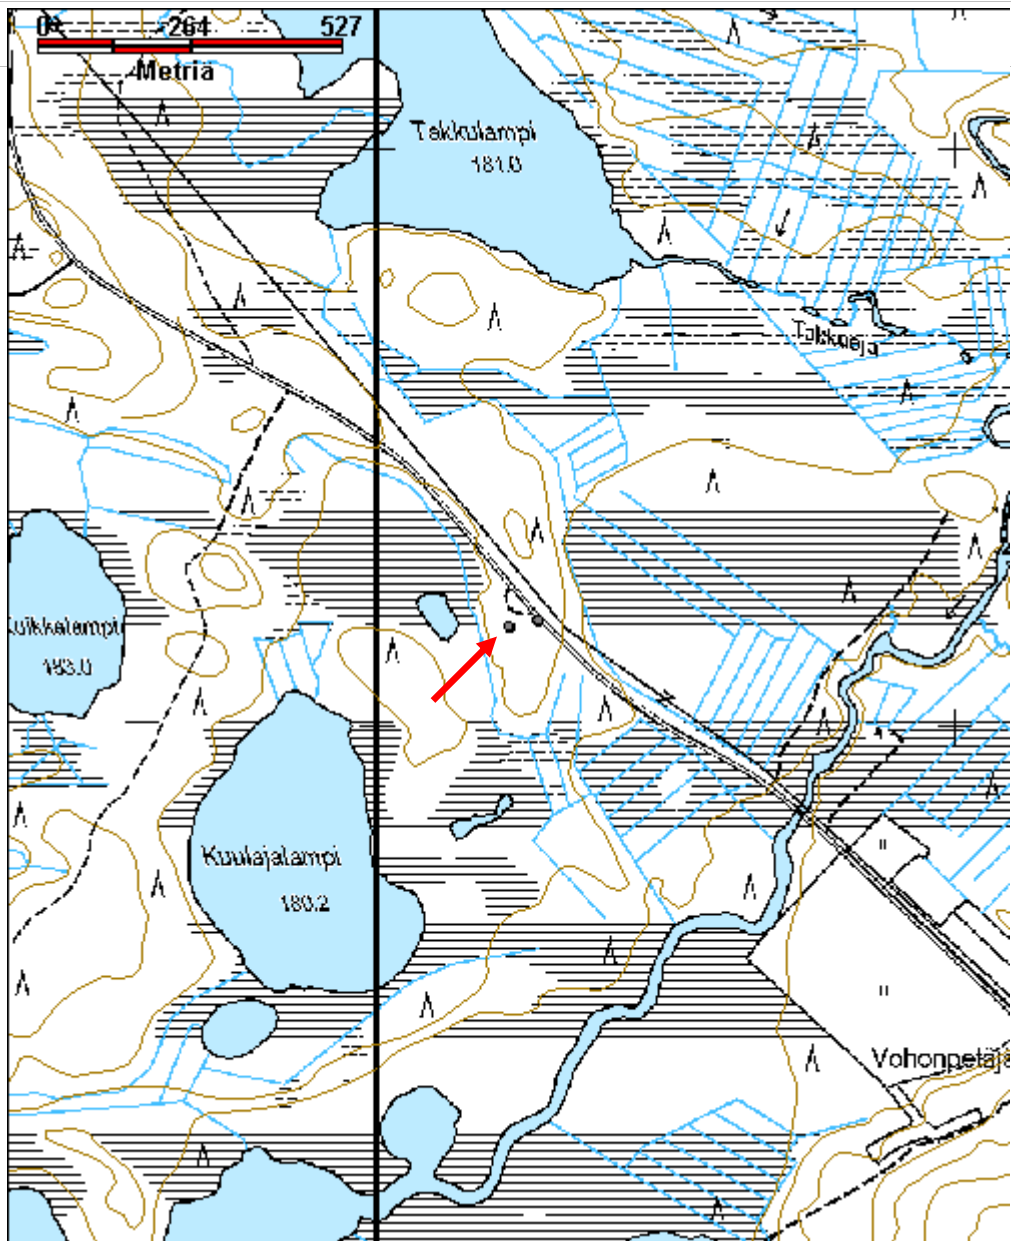 0 264 527
Metriä
Takkulampi
181.0
Takkuoja
Kuikkalampi
183.0
Kuulajalampi
180.2
Vohonpetäjä